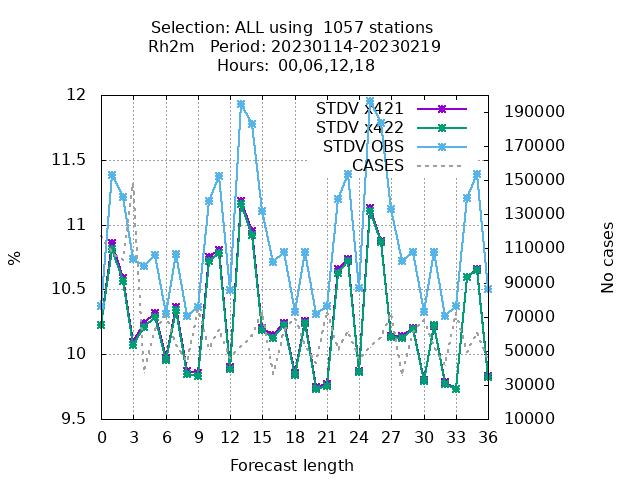 Selection: ALL using  1057 stations
Rh2m   Period: 20230114-20230219
Hours:  00,06,12,18
STDV x421
STDV x422
STDV OBS
CASES
12
11.5
11
10.5
10
9.5
%
190000
170000
150000
130000
110000
90000
70000
50000
30000
10000
No cases
0 3 6 9 12 15 18 21 24 27 30 33 36
Forecast length